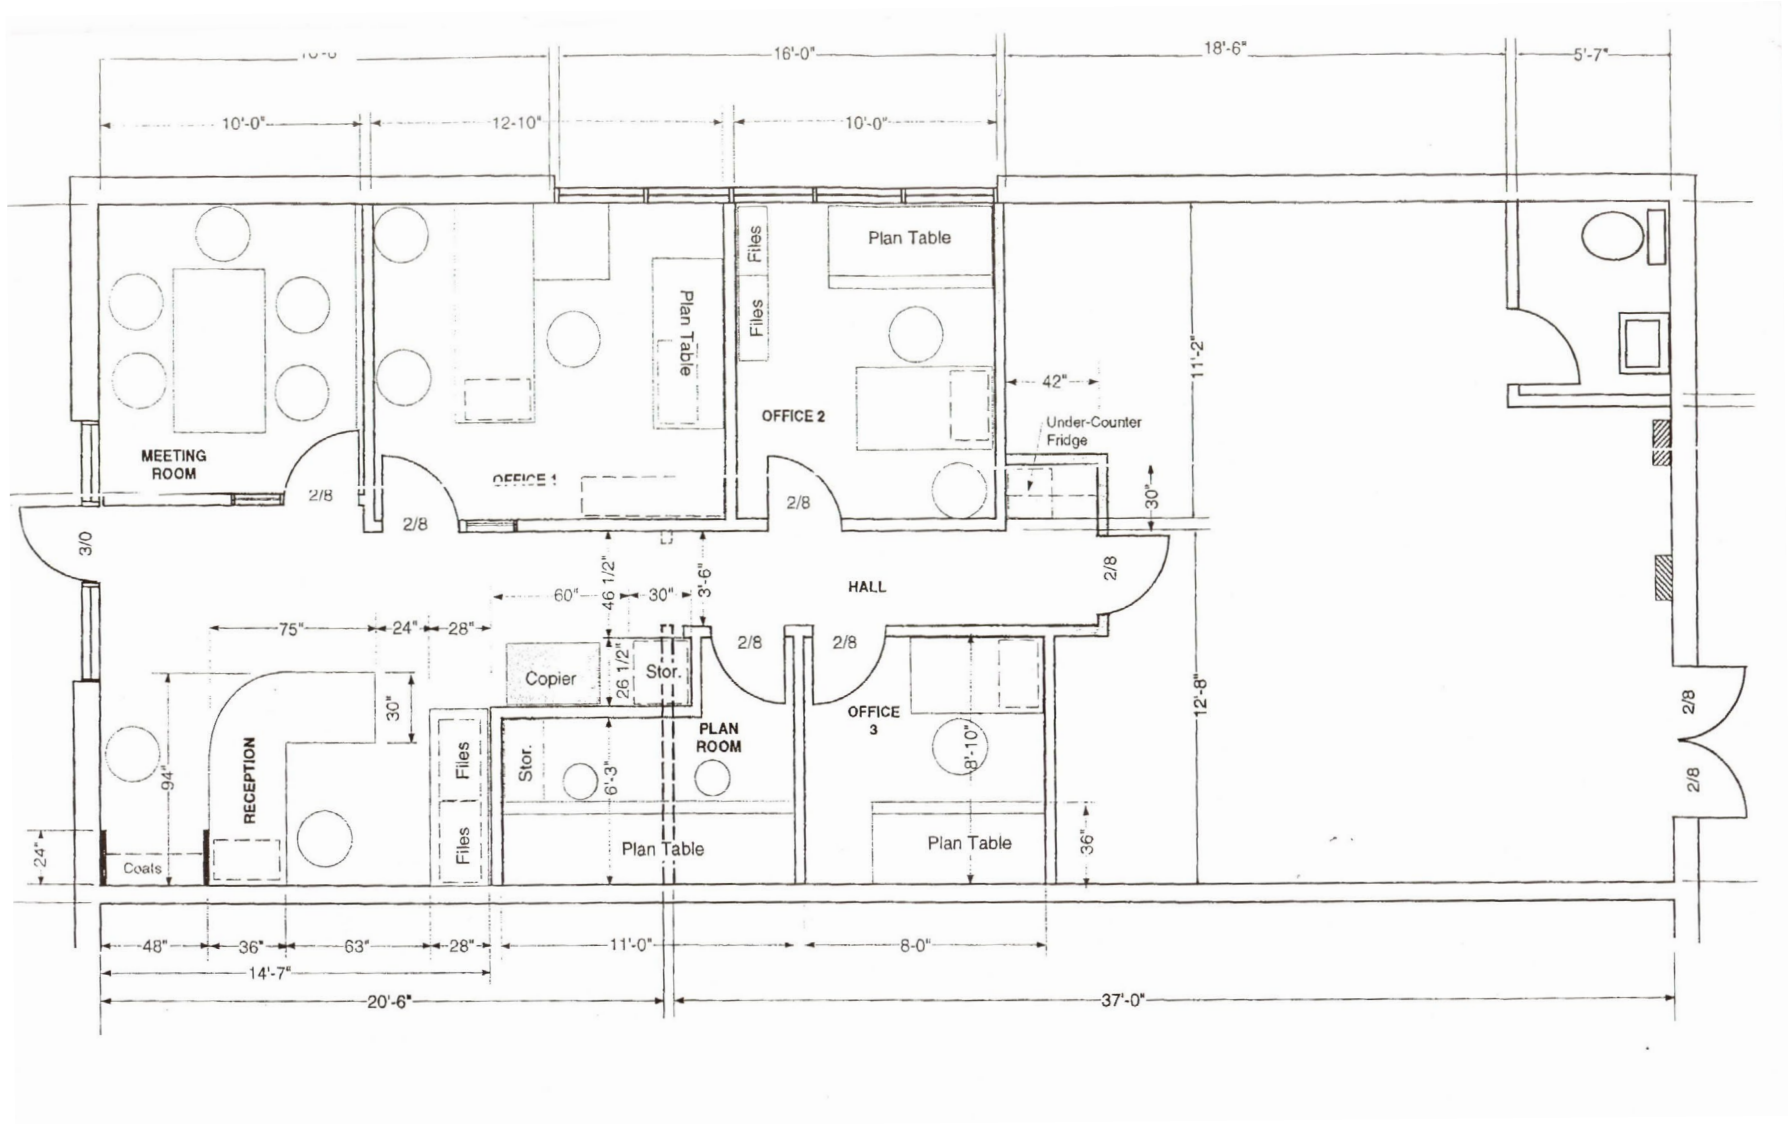 16'-0"
18'-6"
5'-7"
10'-0"
12-10"
10'-0"
Files
Plan Table
Files
Plan Table
11'-2"
42"
OFFICE 2
Under-Counter
Fridge
MEETING
ROOM
OFFICE 1
2/8
2/8
2/8
30"
3/0
46 1/2"
3'-6"
2/8
HALL
60"
30"
75"
24"
28"
2/8
2/8
26 1/2"
Copier
Stor.
30"
12'-8"
2/8
OFFICE
3
PLAN
ROOM
8'-10"
Files
Stor.
RECEPTION
94"
6'-3"
2/8
24"
Files
Plan Table
Plan Table
36"
Coats
48"
36"
63"
28"
11'-0"
8-0"
14'-7"
20'-6"
37'-0"